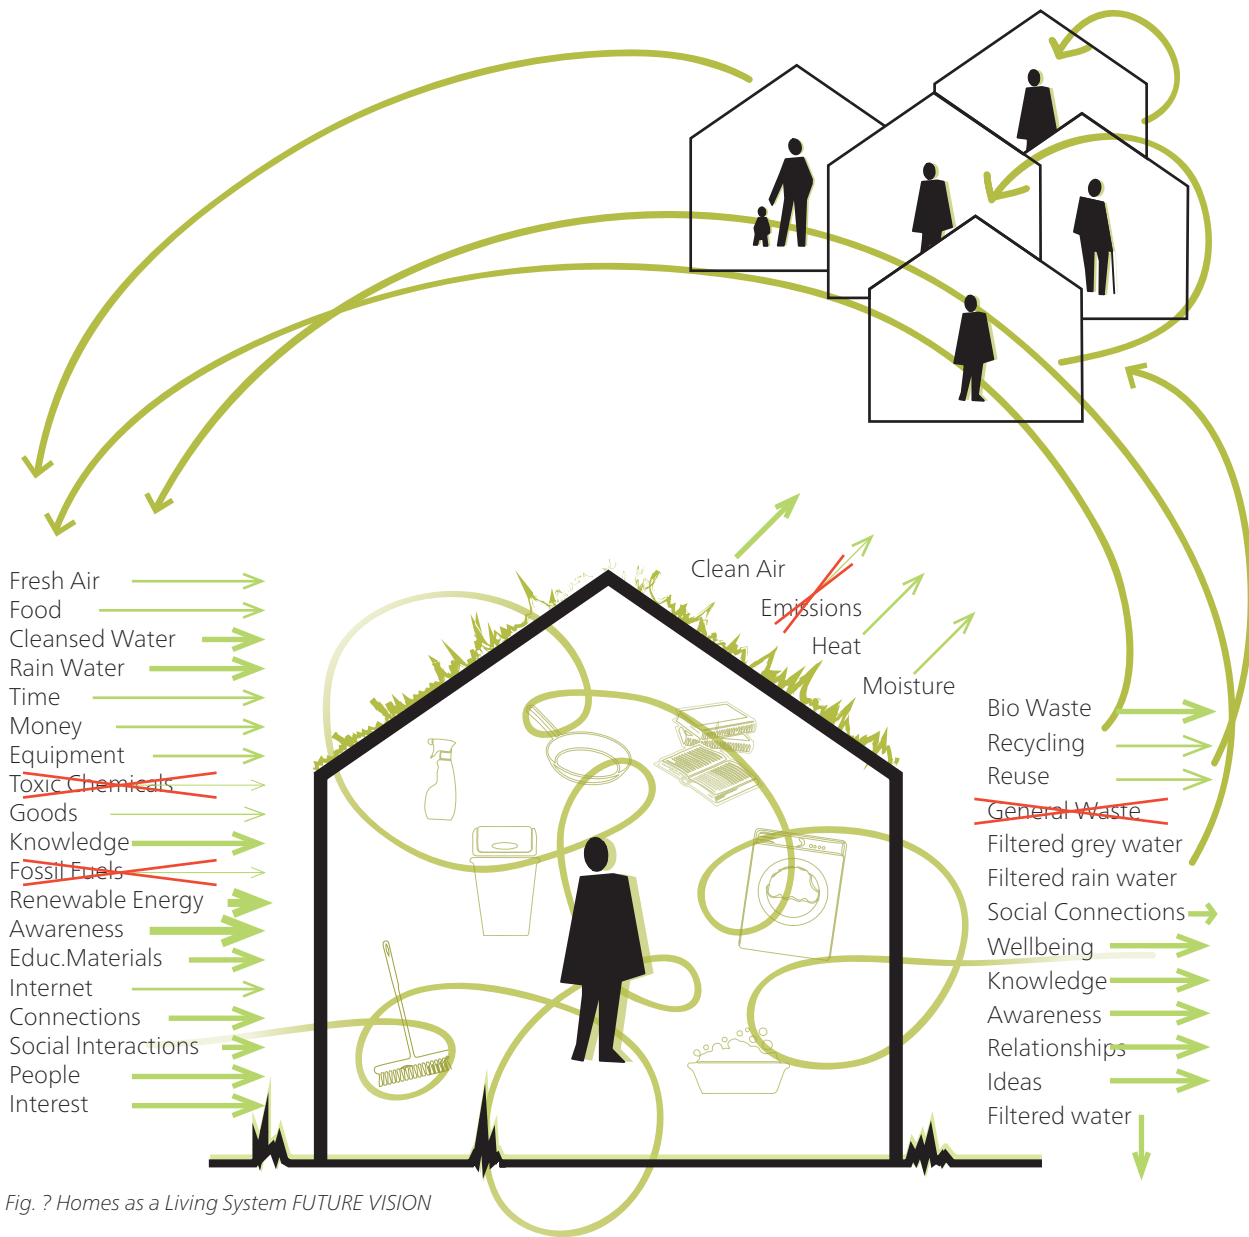 Clean Air
Emissions
Heat
Moisture
Fresh Air
Food
Cleansed Water
Rain Water
Time
Money
Equipment
Toxic Chemicals
Goods
Knowledge
Fossil Fuels
Renewable Energy
Awareness
Educ.Materials
Internet
Connections
Social Interactions
People
Interest
Bio Waste
Recycling
Reuse
General Waste
Filtered grey water
Filtered rain water
Social Connections
Wellbeing
Knowledge
Awareness
Relationships
Ideas
Filtered water
Fig. ? Homes as a Living System FUTURE VISION